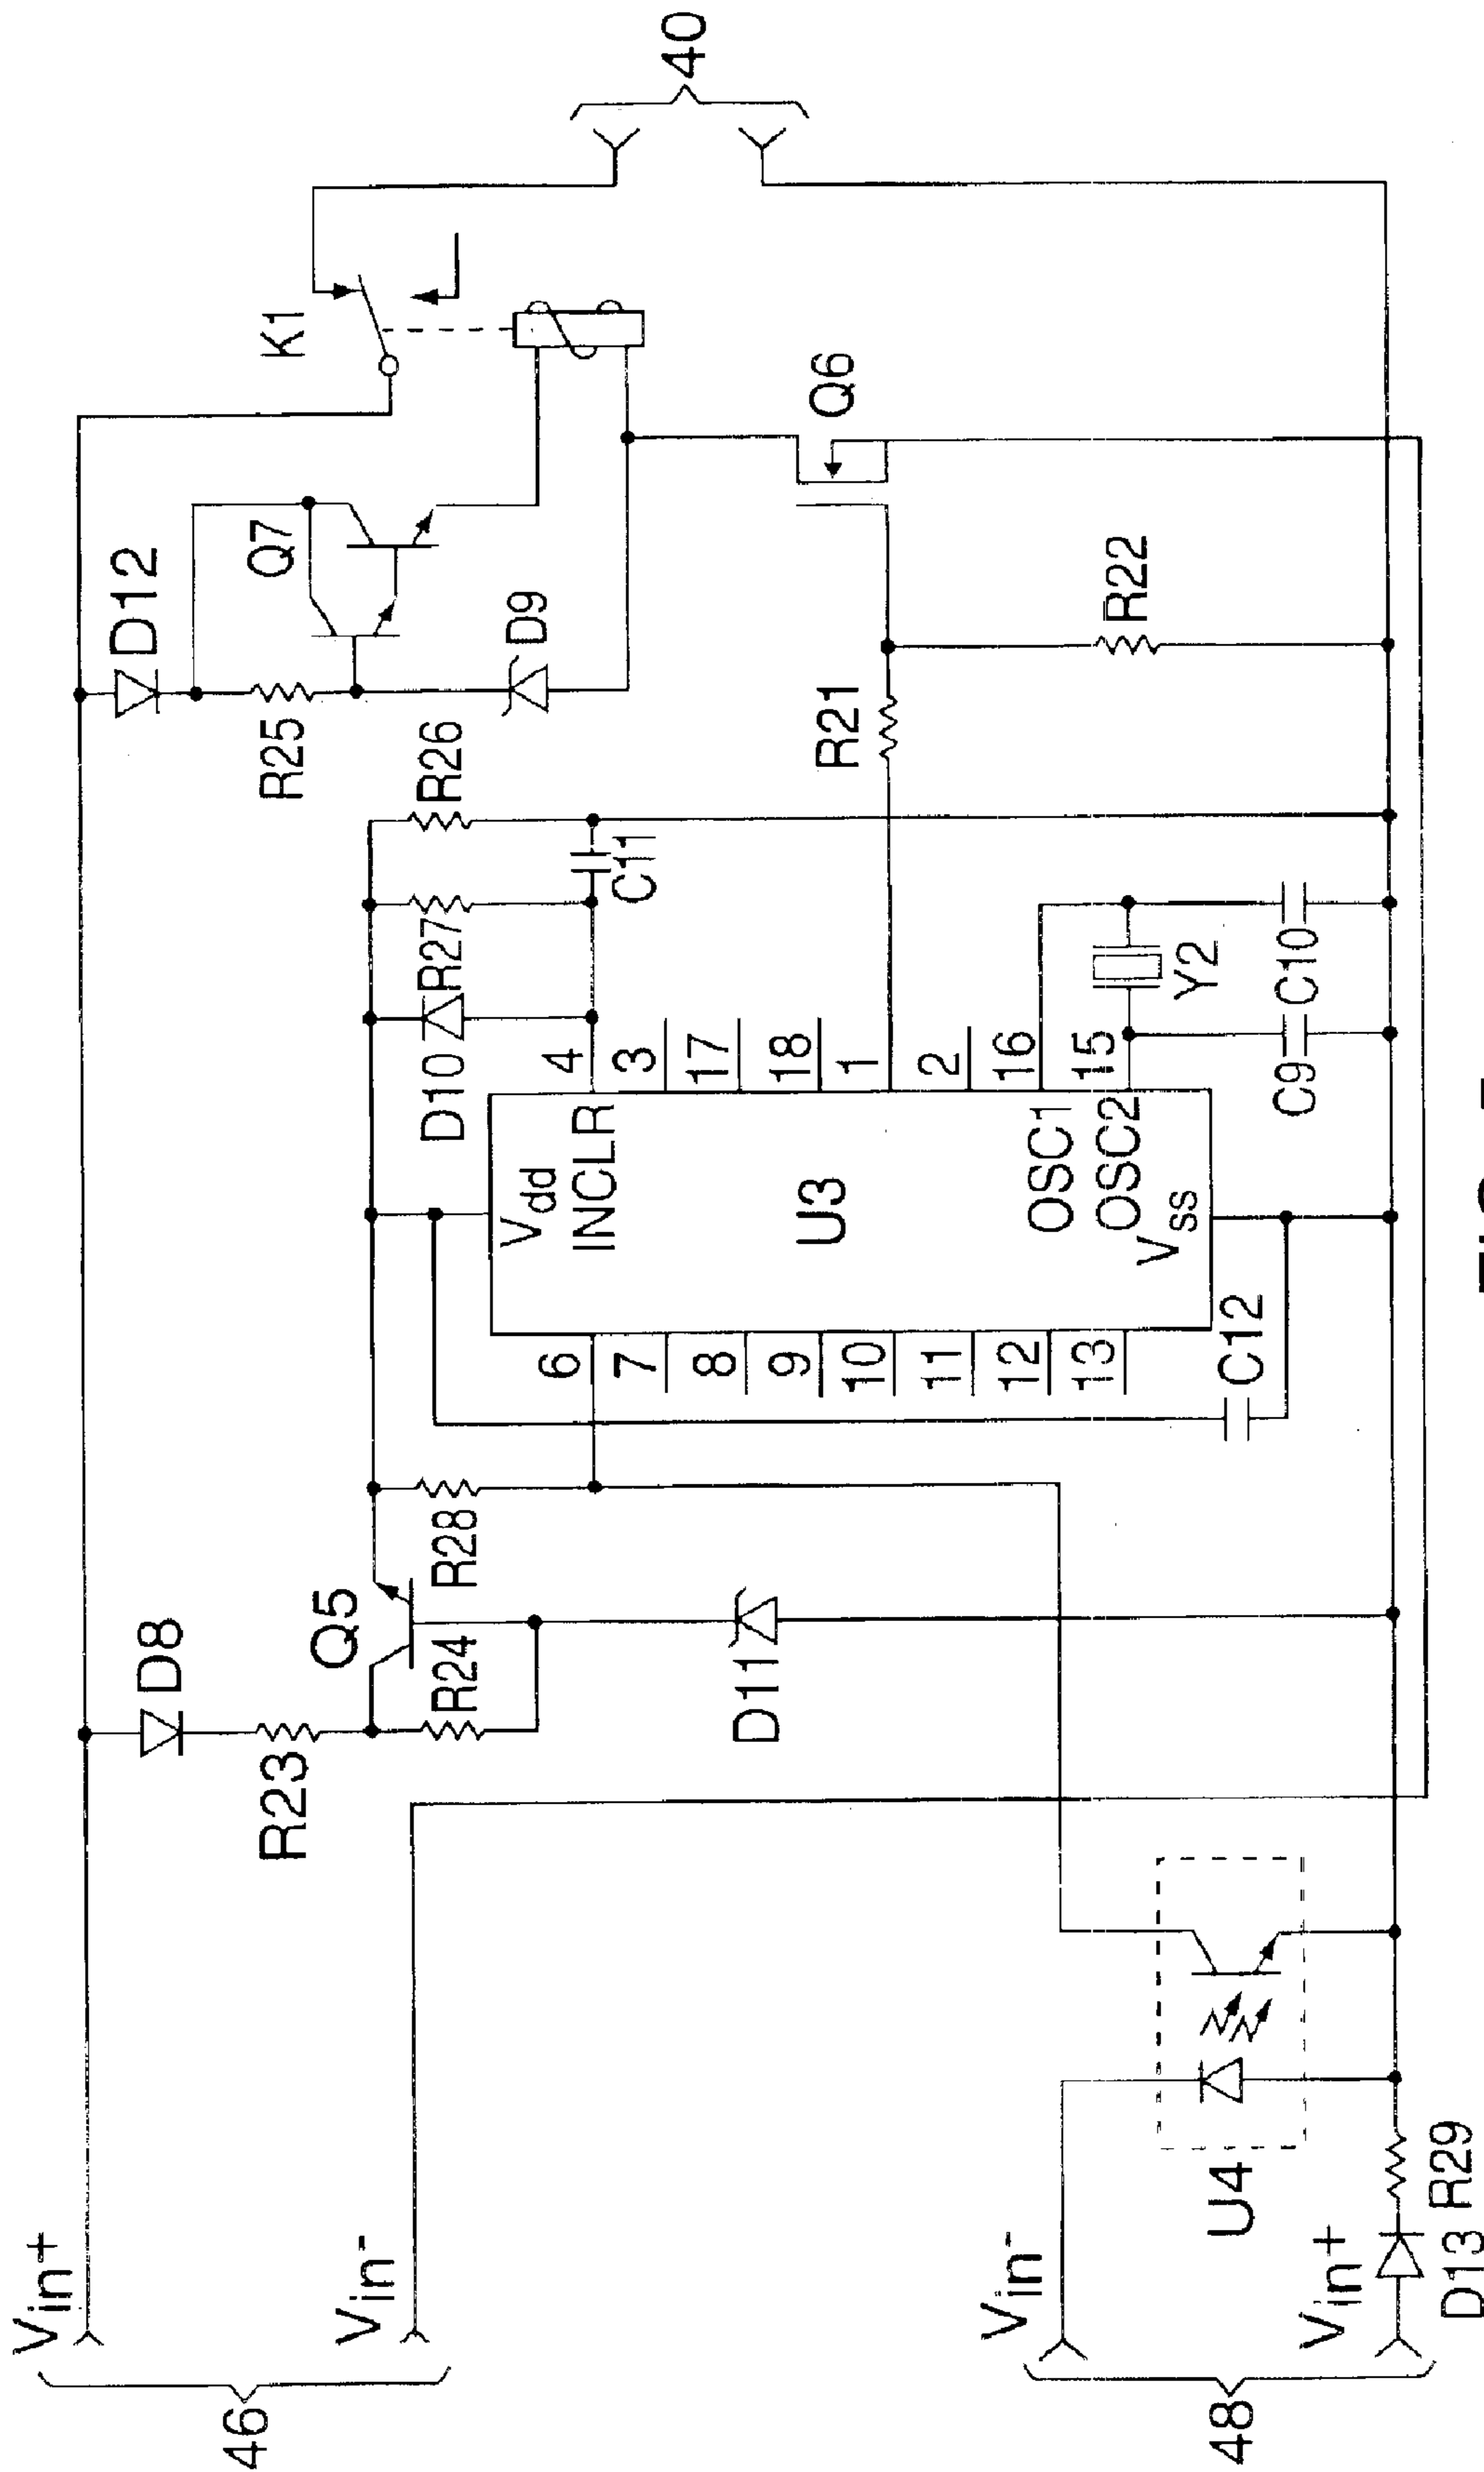 Vin+
46
Vin-
D8
R23
Q5
R24
R28
D11
D12
R25
Q7
D9
K1
40
D10
R27
R26
C11
Vdd
INCLR
U3
OSC1
OSC2
Vss
4
3
17
18
1
2
16
15
6
7
8
9
10
11
12
13
C12
R21
R22
Q6
Y2
C9
C10
Vin-
48
Vin+
U4
D13
R29